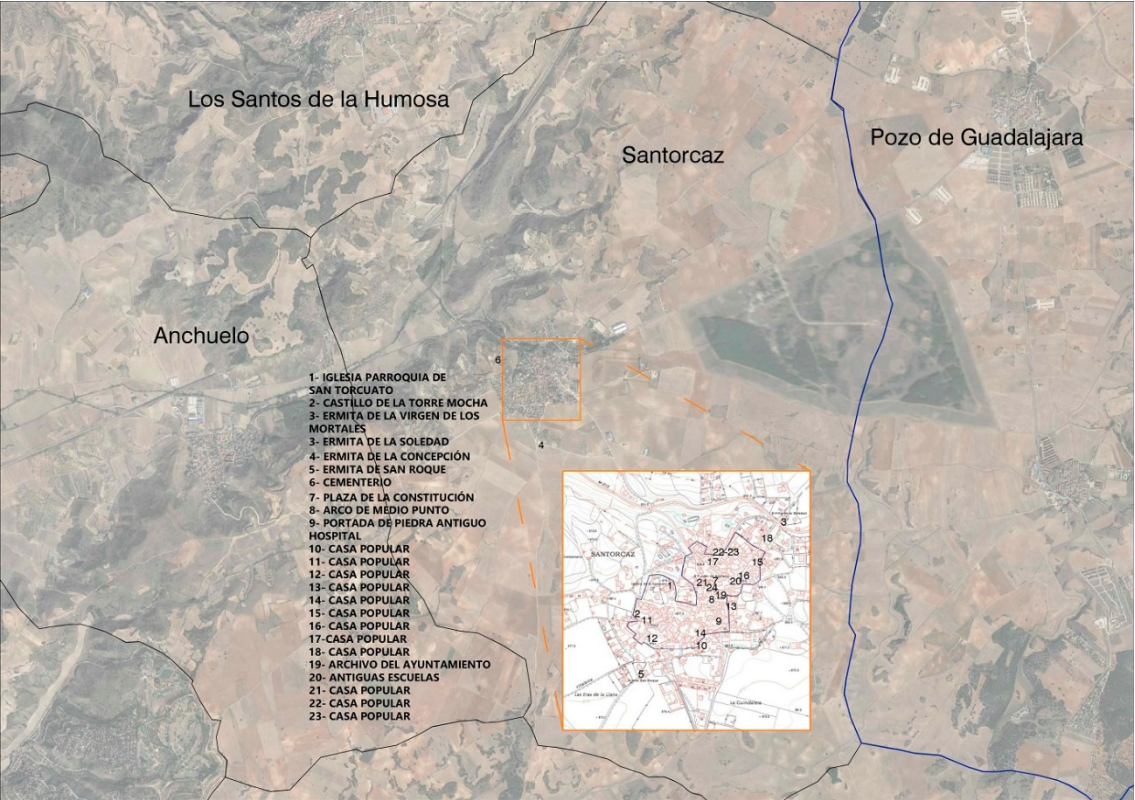 Los Santos de la Humosa
Pozo de Guadalajara
Santorcaz
Anchuelo
6
4
1- IGLESIA PARROQUIA DE
SAN TORCUATO
2- CASTILLO DE LA TORRE MOCHA
3- ERMITA DE LA VIRGEN DE LOS
MORTALES
3- ERMITA DE LA SOLEDAD
4- ERMITA DE LA CONCEPCIÓN
5- ERMITA DE SAN ROQUE
6- CEMENTERIO
7- PLAZA DE LA CONSTITUCIÓN
8- ARCO DE MEDIO PUNTO
9- PORTADA DE PIEDRA ANTIGUO
HOSPITAL
10- CASA POPULAR
11- CASA POPULAR
12- CASA POPULAR
13- CASA POPULAR
14- CASA POPULAR
15- CASA POPULAR
16- CASA POPULAR
17-CASA POPULAR
18- CASA POPULAR
19- ARCHIVO DEL AYUNTAMIENTO
20- ANTIGUAS ESCUELAS
21- CASA POPULAR
22- CASA POPULAR
23- CASA POPULAR
3
18
22-23
SANTORCAZ
17
15
16
21
7
20
1
24
19
8
13
2
11
9
14
12
10
5